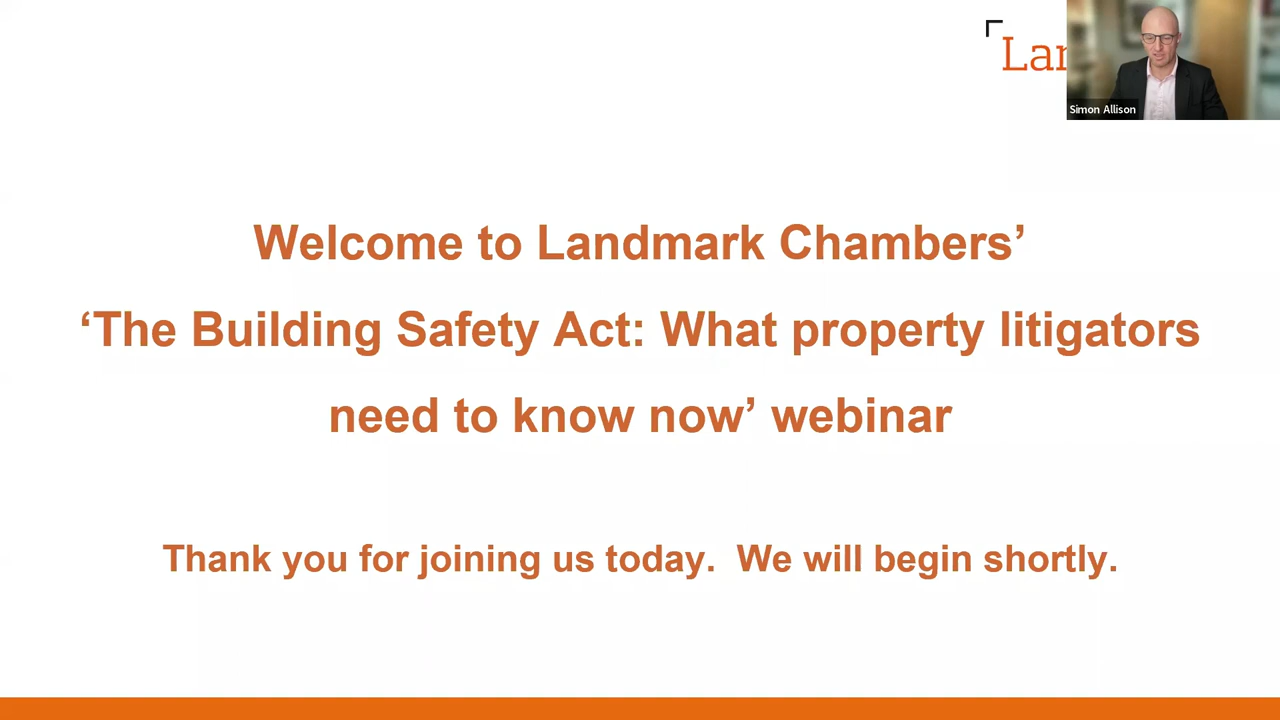 Simon Allison
Welcome to Landmark Chambers’
‘The Building Safety Act: What property litigators
need to know now’ webinar
Thank you for joining us today.  We will begin shortly.